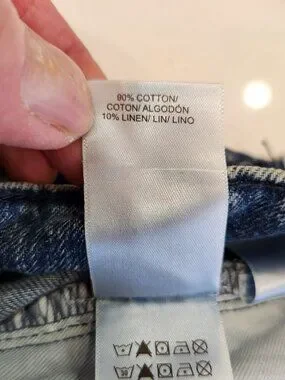 90% COTTON/
COTON/ ALGODÓN
10% LINEN/ LIN/ LINO